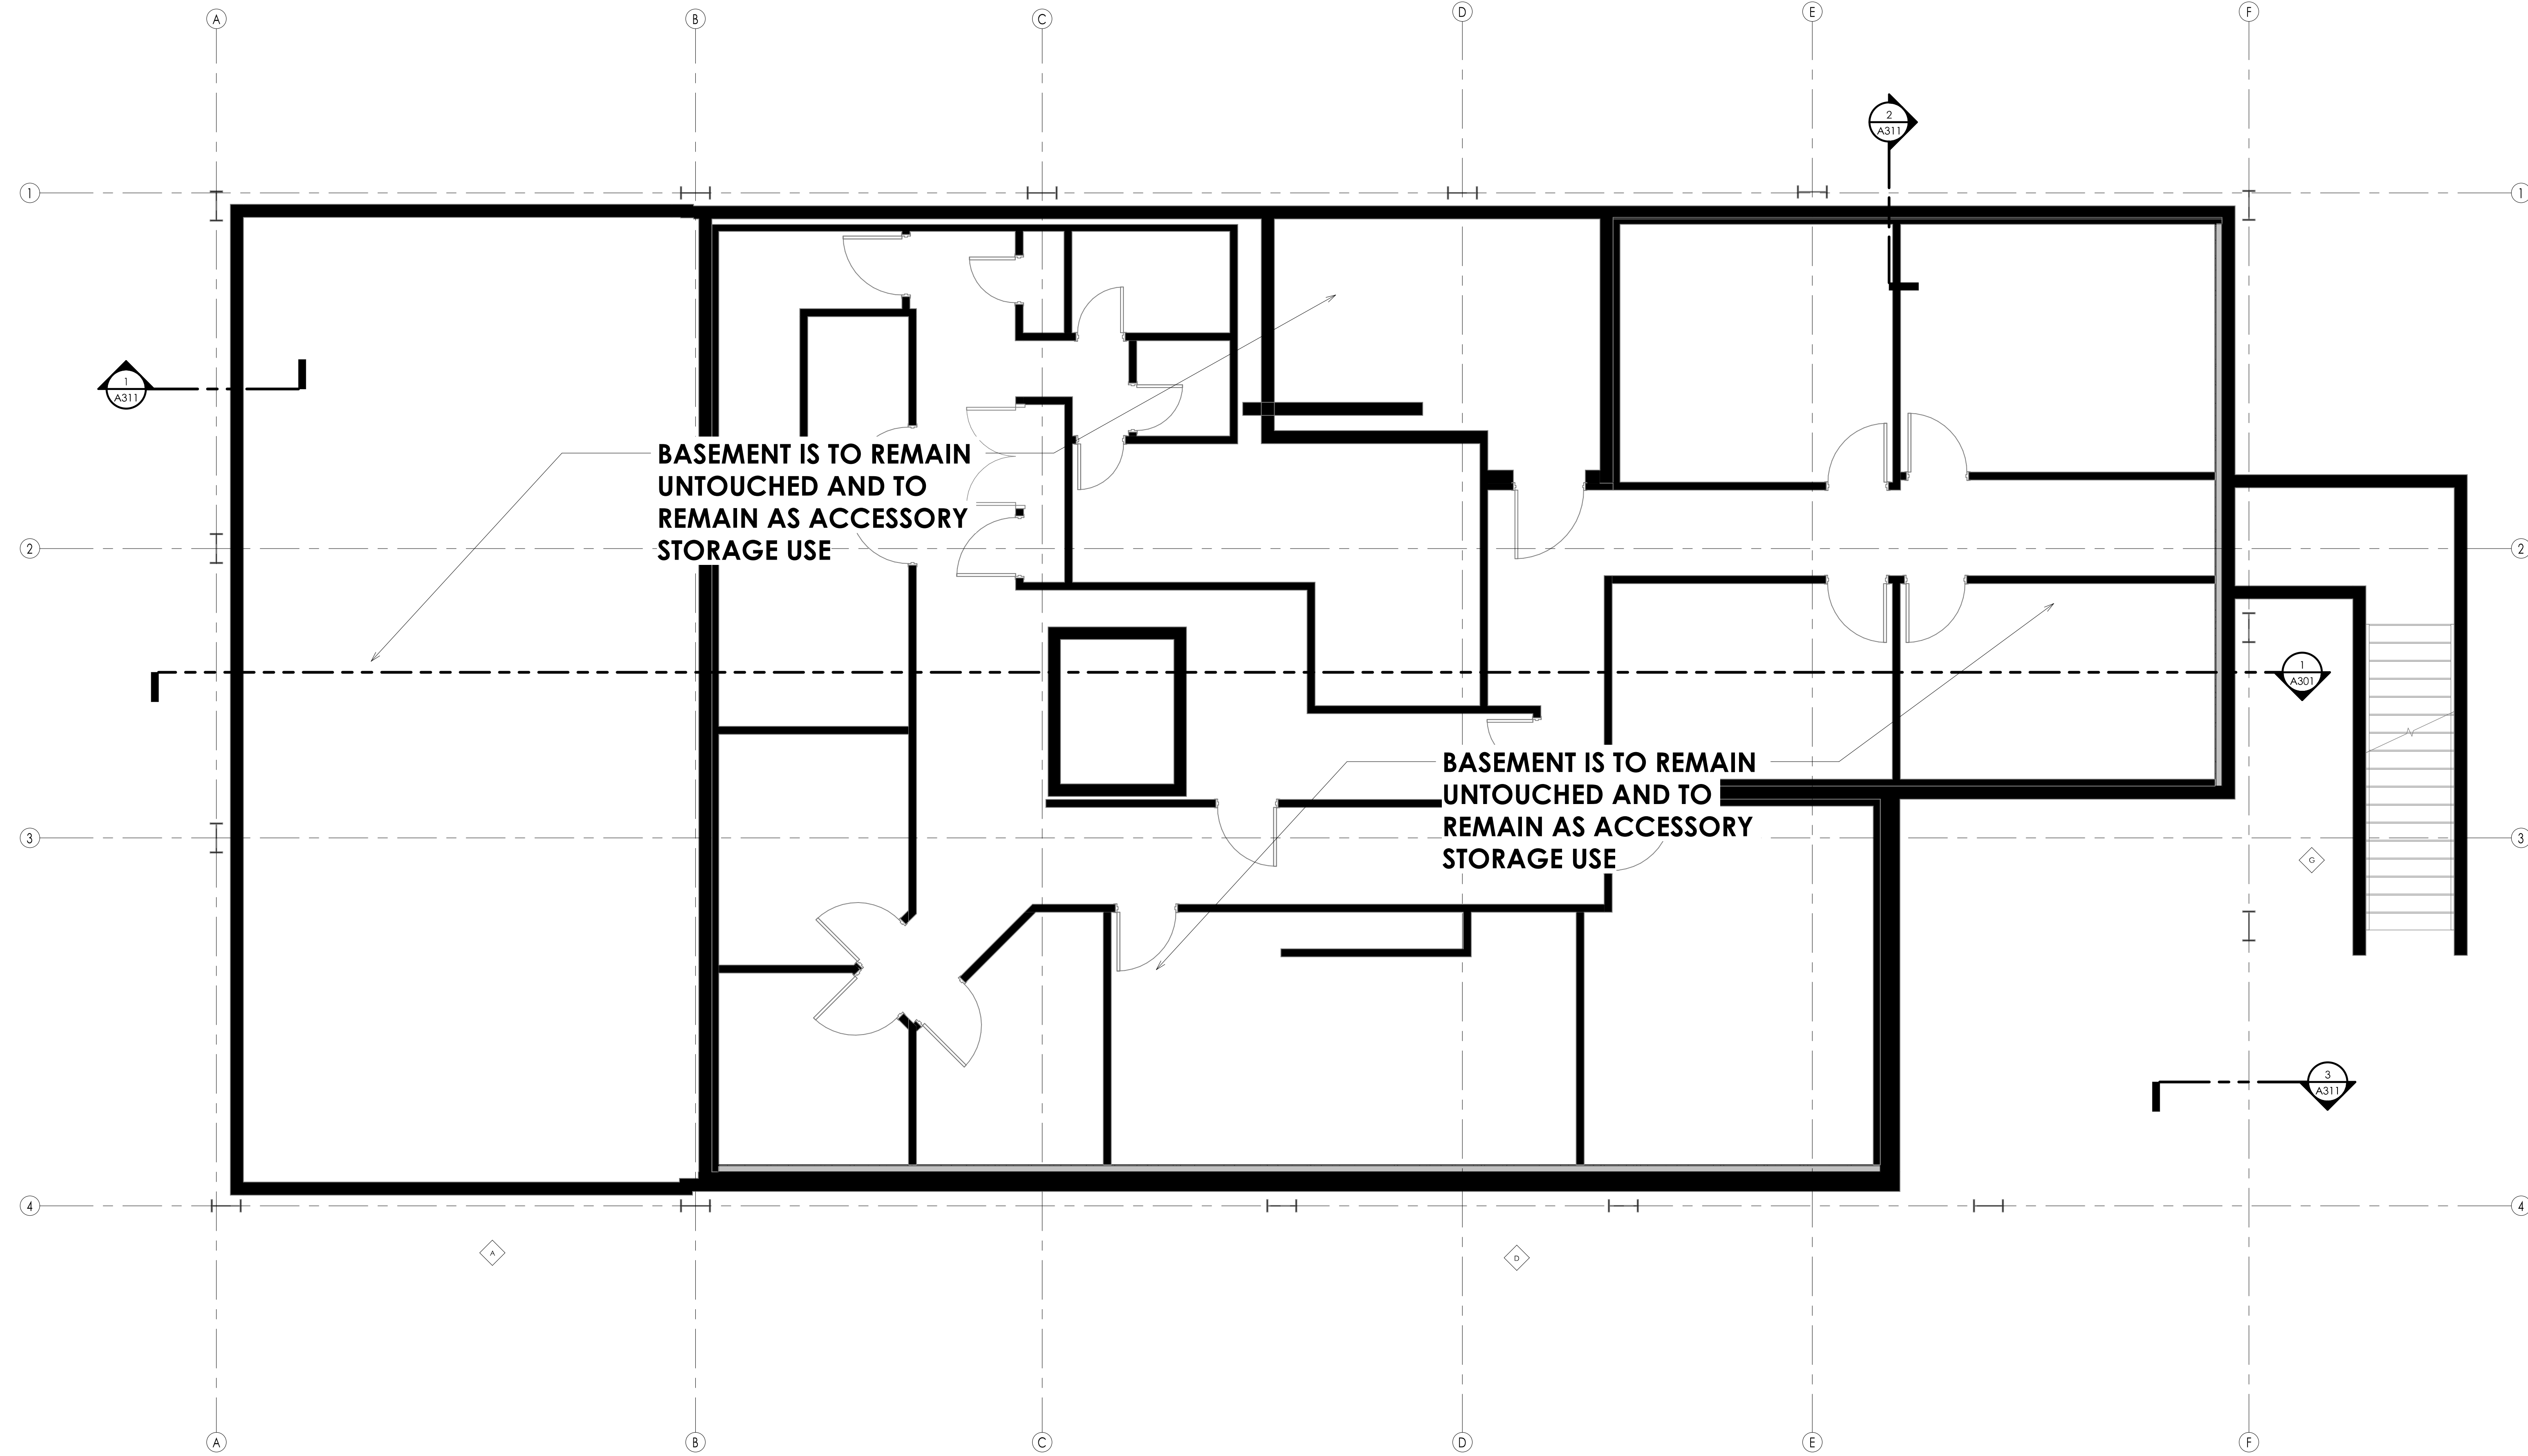 A B C D E F
2
A311
1 1
1
A311
BASEMENT IS TO REMAIN
UNTOUCHED AND TO
REMAIN AS ACCESSORY
STORAGE USE
2 2
1
A301
BASEMENT IS TO REMAIN
UNTOUCHED AND TO
REMAIN AS ACCESSORY
STORAGE USE
3 3
G
3
A311
4 4
A
D
A B C D E F